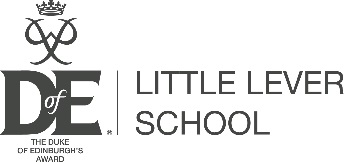 DofE®
LITTLE LEVER
SCHOOL
THE DUKE
OF EDINBURGH'S
AWARD